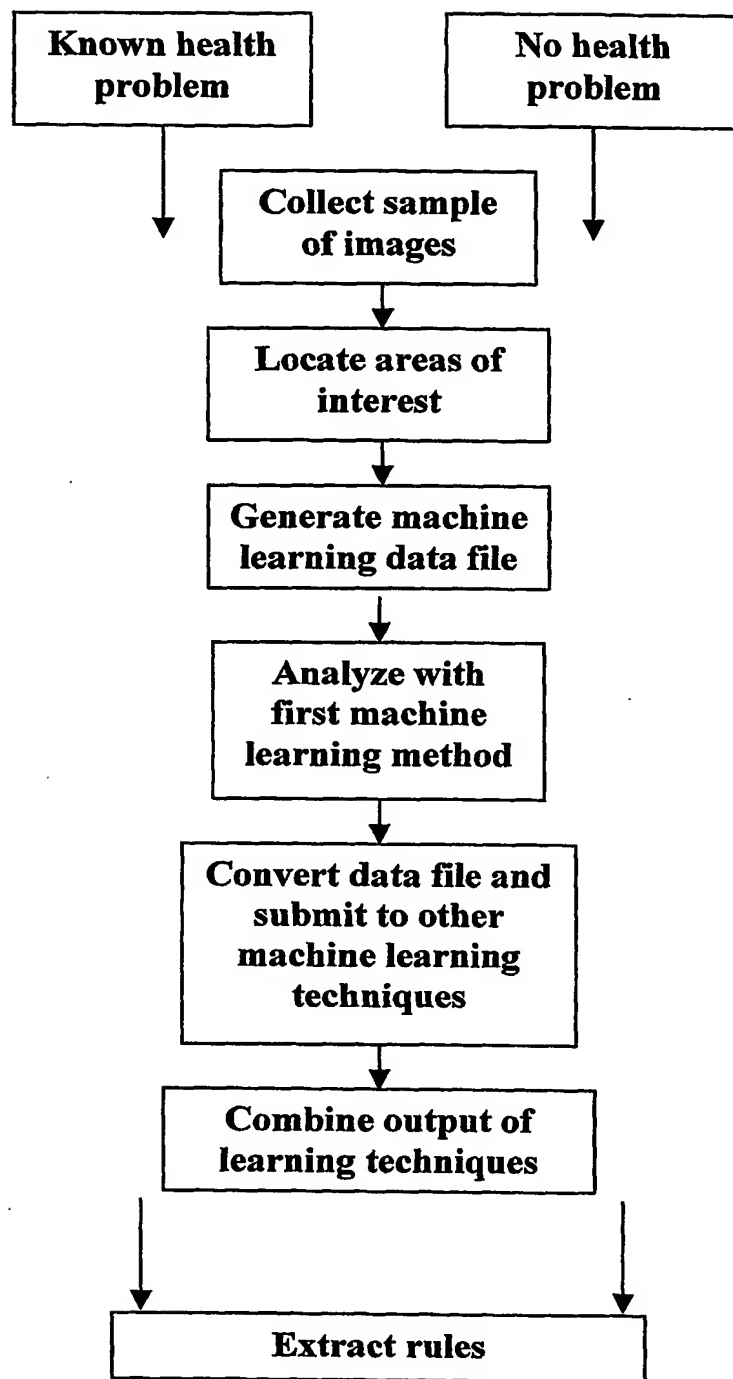 Known health
problem
No health
problem
Collect sample
of images
Locate areas of
interest
Generate machine
learning data file
Analyze with
first machine
learning method
Convert data file and
submit to other
machine learning
techniques
Combine output of
learning techniques
Extract rules